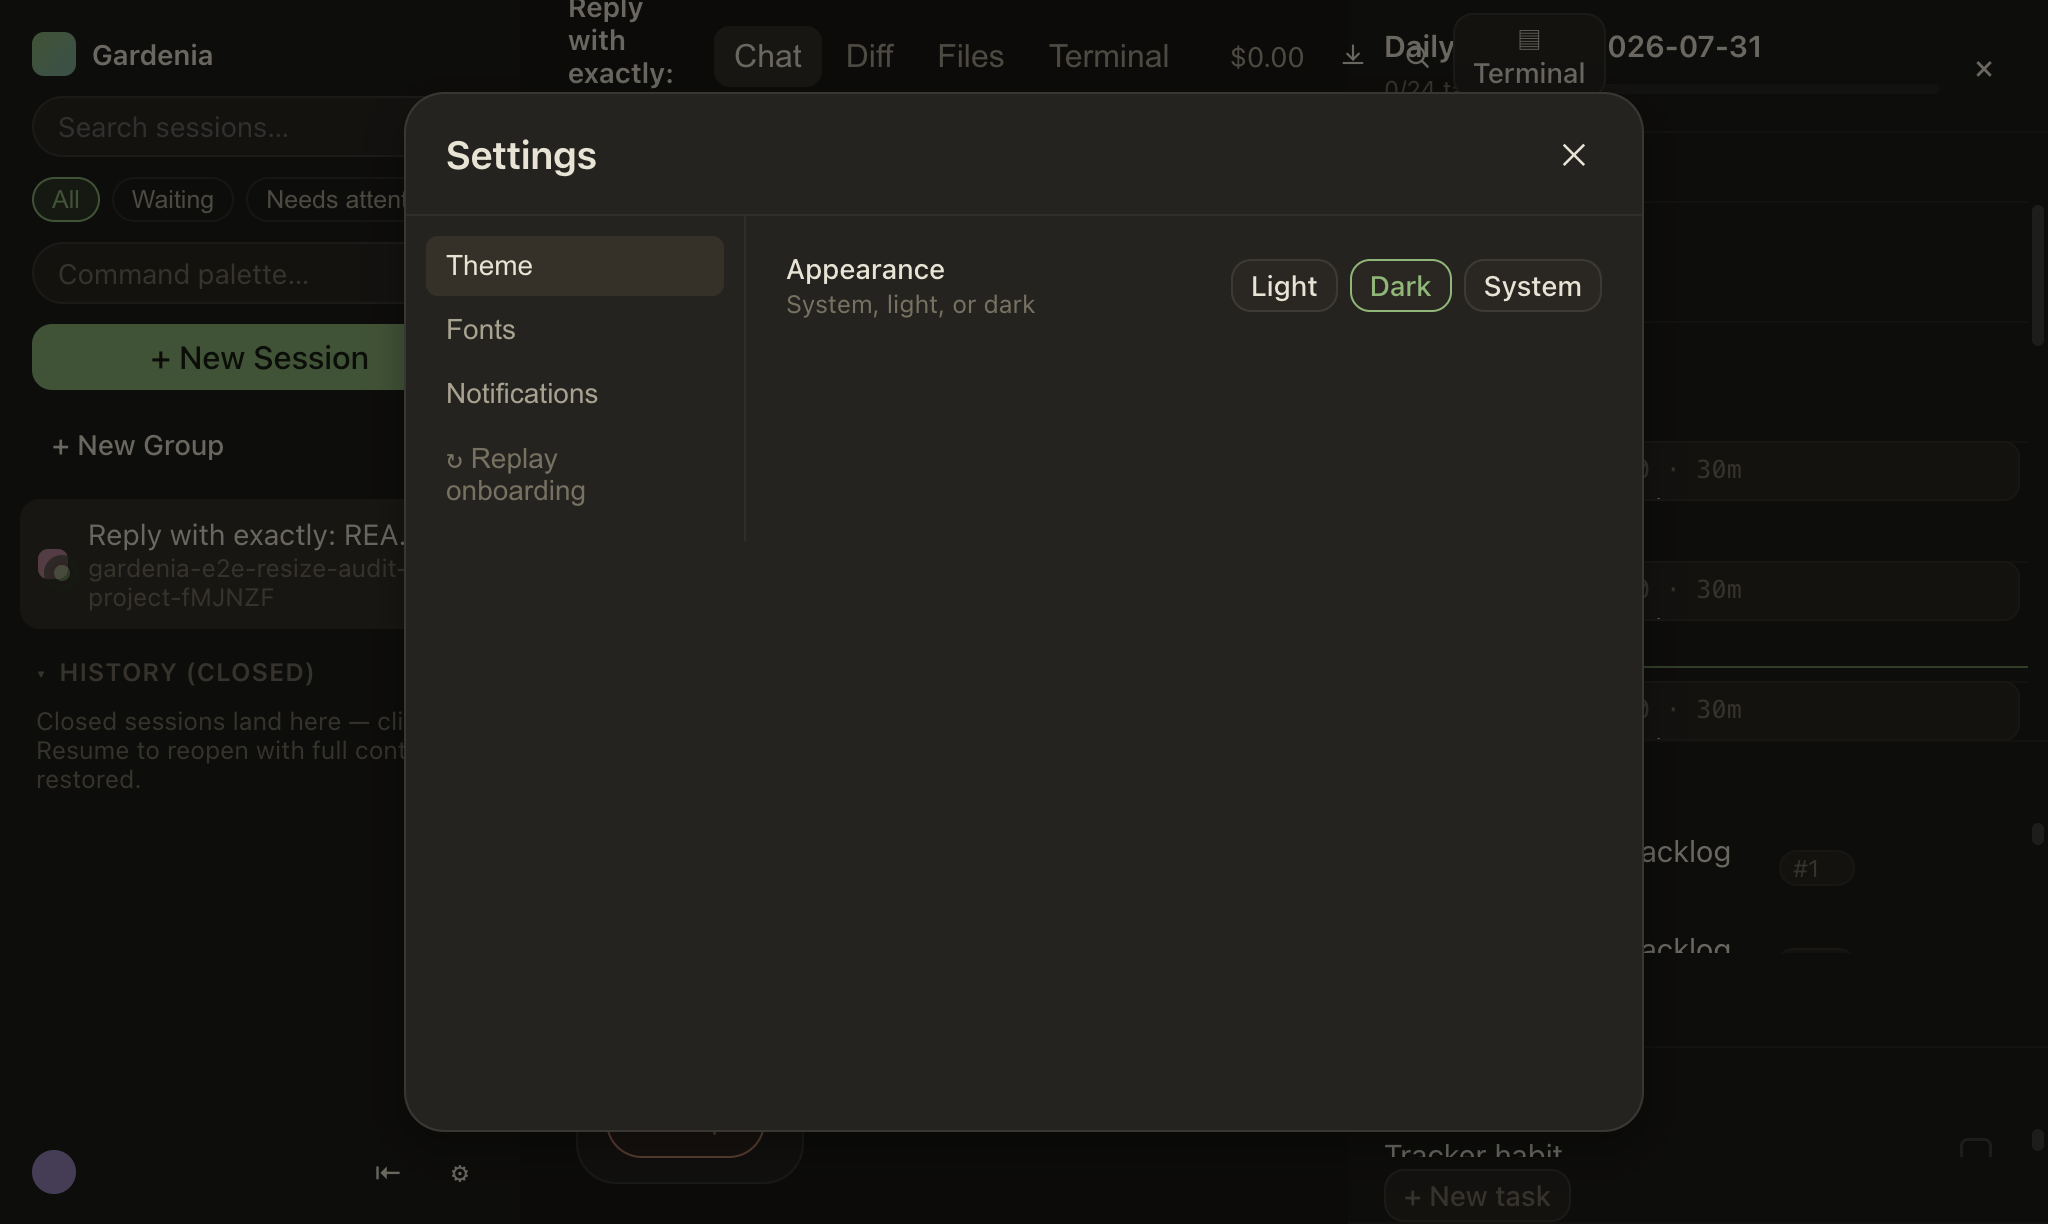 Gardenia
Search sessions...
All
Waiting
Needs
Command palette...
+ New Session
+ New Group
Reply with exactly: REA.
gardenia-e2e-resize-audit-
project-fMJNZF
HISTORY (CLOSED)
Closed sessions land here —
Resume to reopen with full
restored.
Reply
with
exactly:
Chat
Diff
Files
Terminal
$0.00
Daily
Terminal
026-07-31
0/24
Settings
Theme
Fonts
Notifications
↻ Replay
onboarding
Appearance
System, light, or dark
Light
Dark
System
· 30m
· 30m
· 30m
acklog
#1
acklog
Tracker habit
+ New task